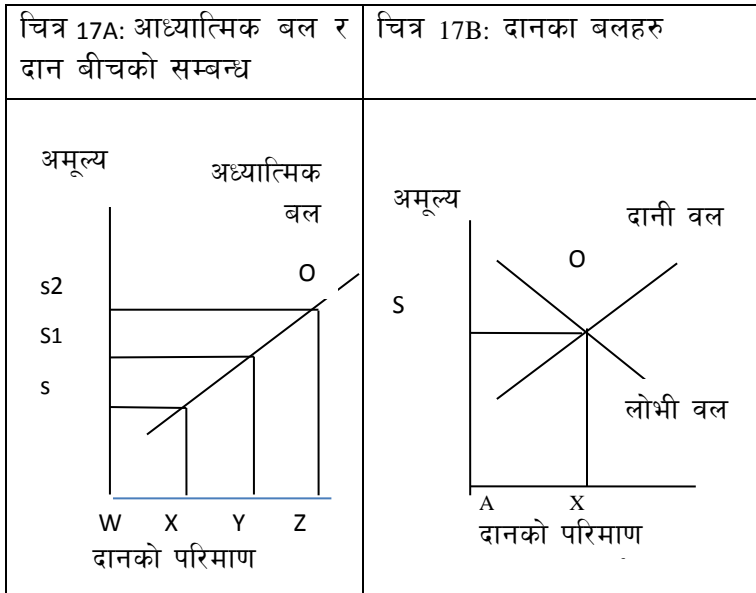 चित्र 17A: आध्यात्मिक बल र
दान बीचको सम्बन्ध
चित्र 17B: दानका बलहरु
अमूल्य
अध्यात्मिक
बल
O
s2
S1
s
W X Y Z
दानको परिमाण
अमूल्य
दानी वल
O
S
लोभी वल
A X
दानको परिमाण